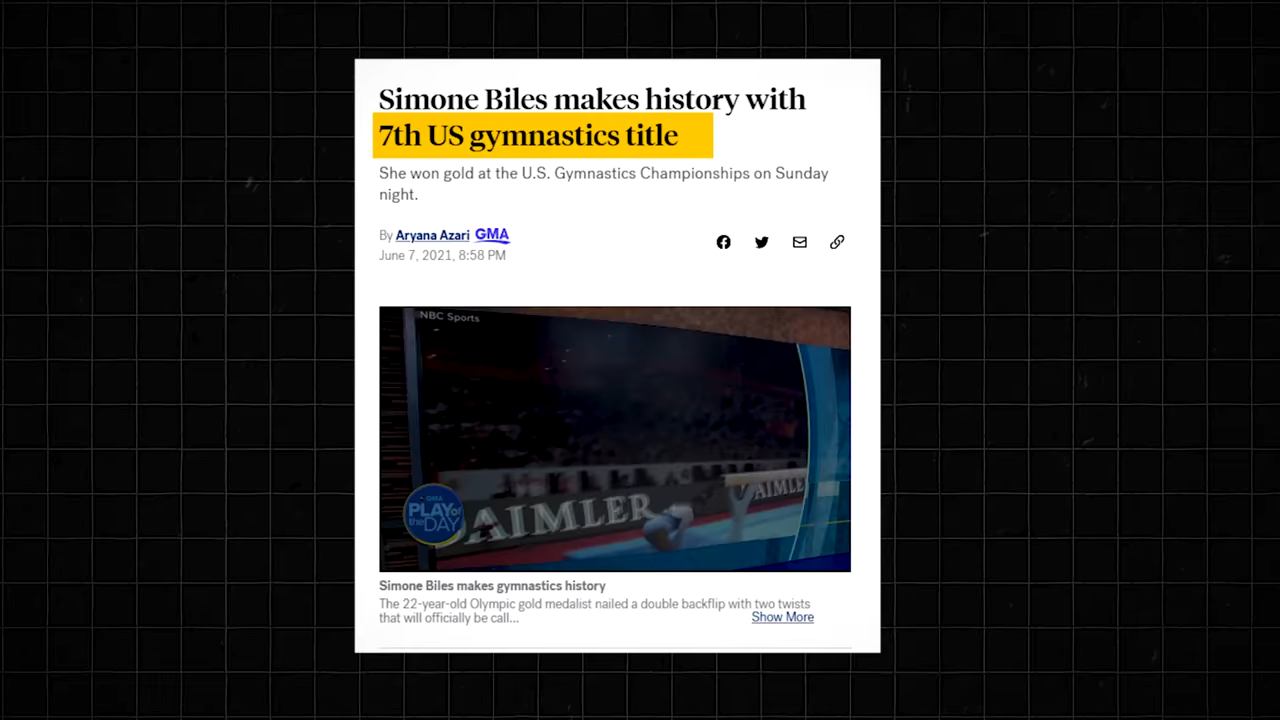 Simone Biles makes history with
7th US gymnastics title
She won gold at the U.S. Gymnastics Championships on Sunday
night.
By Aryana Azari GMA
June 7, 2021, 8:58 PM
NBC Sports
GMA
PLAY of
the DAY
DAIMLER
DAIMLER
Simone Biles makes gymnastics history
The 22-year-old Olympic gold medalist nailed a double backflip with two twists
that will officially be call...
Show More